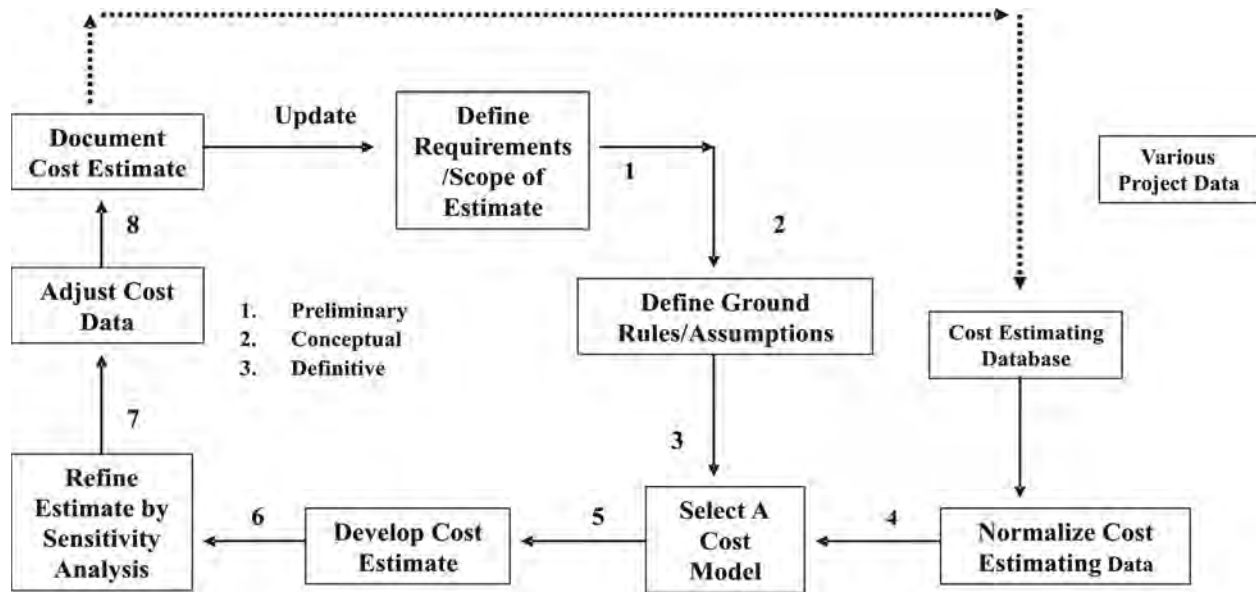 Document
Cost Estimate
Update
Define
Requirements
/Scope of
Estimate
1
Various
Project Data
2
8
Adjust Cost
Data
1. Preliminary
2. Conceptual
3. Definitive
Define Ground
Rules/Assumptions
Cost Estimating
Database
7
3
Refine
Estimate by
Sensitivity
Analysis
6
Develop Cost
Estimate
5
Select A
Cost
Model
4
Normalize Cost
Estimating Data